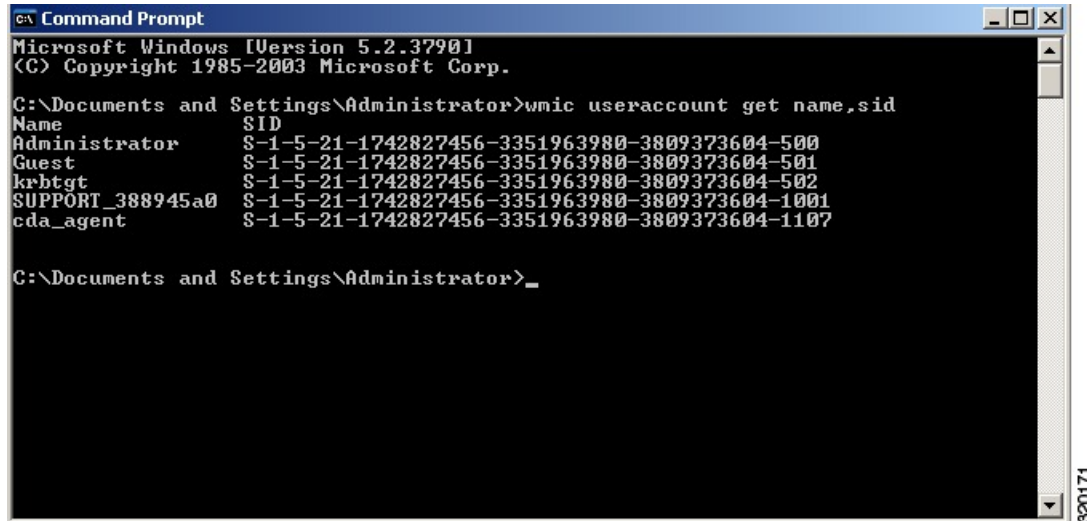 Command Prompt
Microsoft Windows [Version 5.2.3790]
(C) Copyright 1985-2003 Microsoft Corp.
C:\Documents and Settings\Administrator>wmic useraccount get name,sid
Name SID
Administrator S-1-5-21-1742827456-3351963980-3809373604-500
Guest S-1-5-21-1742827456-3351963980-3809373604-501
krbtgt S-1-5-21-1742827456-3351963980-3809373604-502
SUPPORT_388945a0 S-1-5-21-1742827456-3351963980-3809373604-1001
cda_agent S-1-5-21-1742827456-3351963980-3809373604-1107
C:\Documents and Settings\Administrator>_
320171